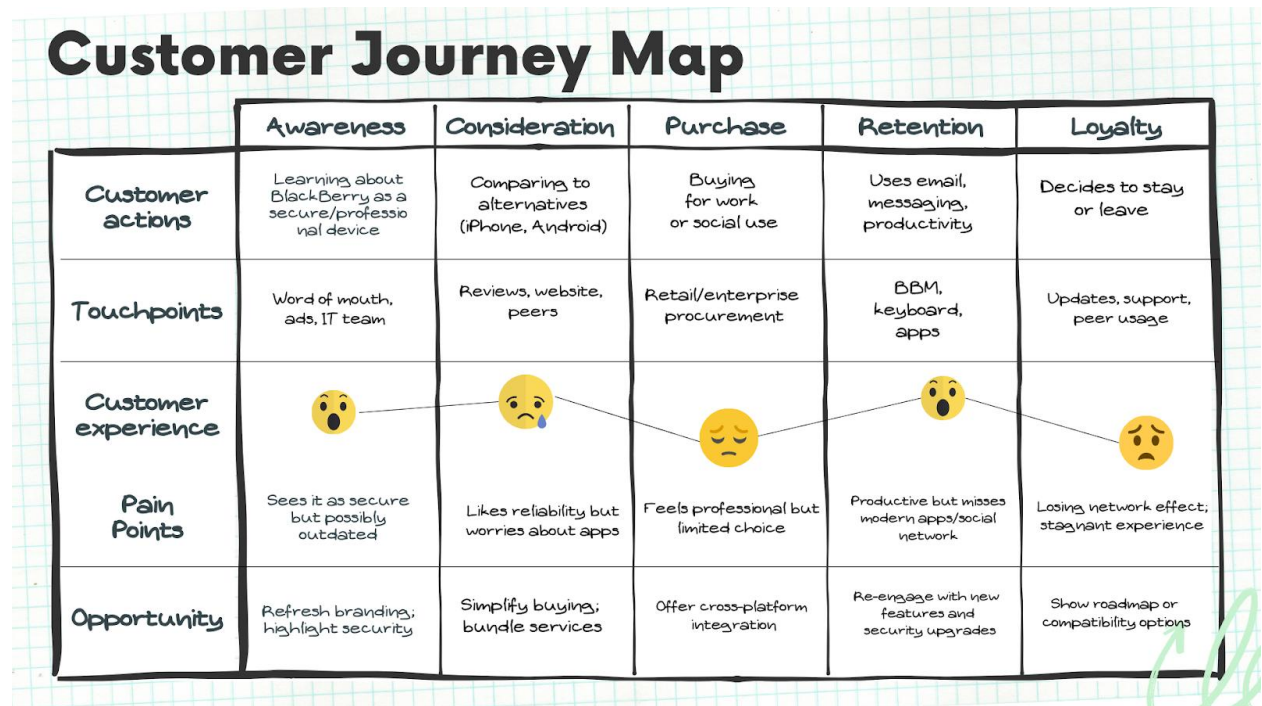 Customer Journey Map
Awareness
Consideration
Purchase
Retention
Loyalty
Customer
actions
Learning about
BlackBerry as a
secure/professio
nal device
Comparing to
alternatives
(iPhone, Android)
Buying
for work
or social use
Uses email,
messaging,
productivity
Decides to stay
or leave
Touchpoints
Word of mouth,
ads, IT team
Reviews, website,
peers
Retail/enterprise
procurement
BBM,
keyboard,
apps
Updates, support,
peer usage
Customer
experience
Pain
Points
Sees it as secure
but possibly
outdated
Likes reliability but
worries about apps
Feels professional but
limited choice
Productive but misses
modern apps/social
network
Losing network effect;
stagnant experience
Opportunity
Refresh branding;
highlight security
Simplify buying;
bundle services
Offer cross-platform
integration
Re-engage with new
features and
security upgrades
Show roadmap or
compatibility options